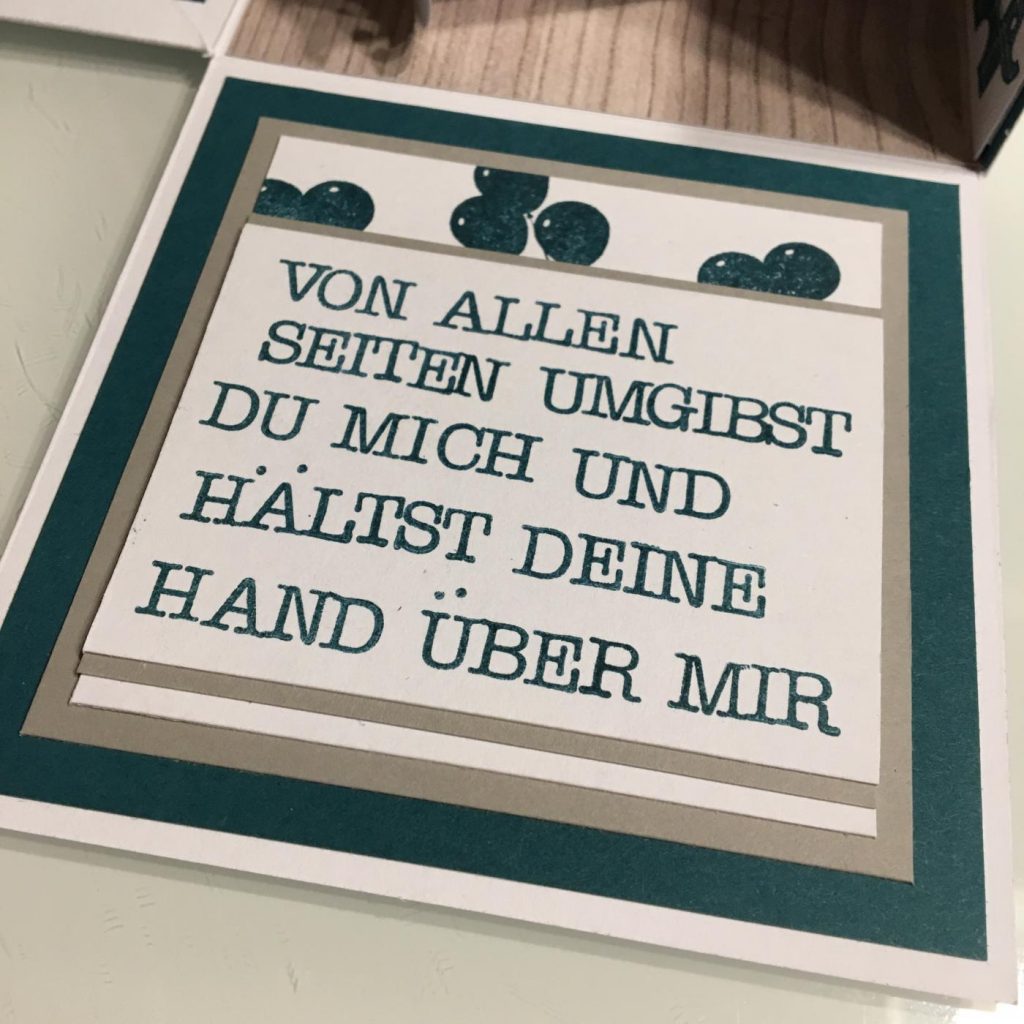 VON ALLEN
SEITEN UMGIBST
DU MICH UND
HÄLTST DEINE
HAND ÜBER MIR